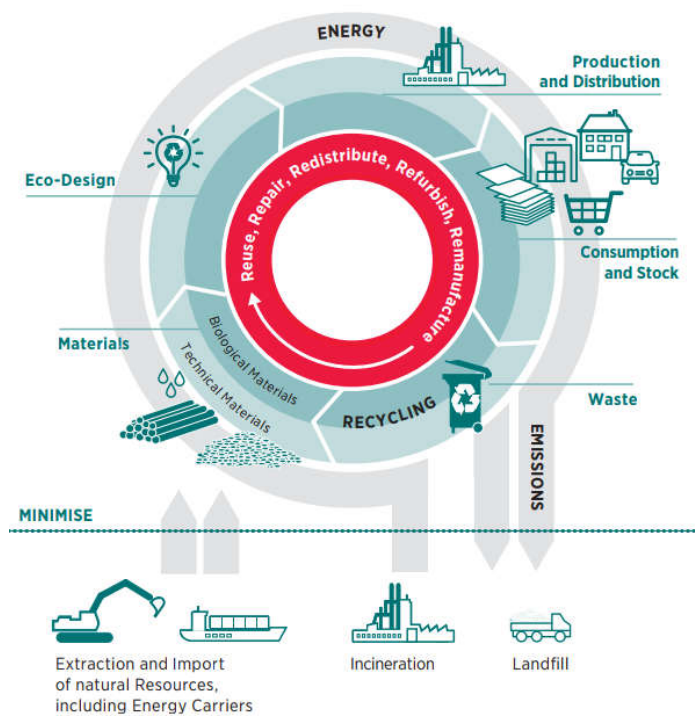 ENERGY
Production
and Distribution
Eco-Design
Reuse, Repair, Redistribute, Refurbish, Remanufacture
Consumption
and Stock
Materials
Biological Materials
Technical Materials
RECYCLING
Waste
EMISSIONS
MINIMISE
Extraction and Import
of natural Resources,
including Energy Carriers
Incineration
Landfill